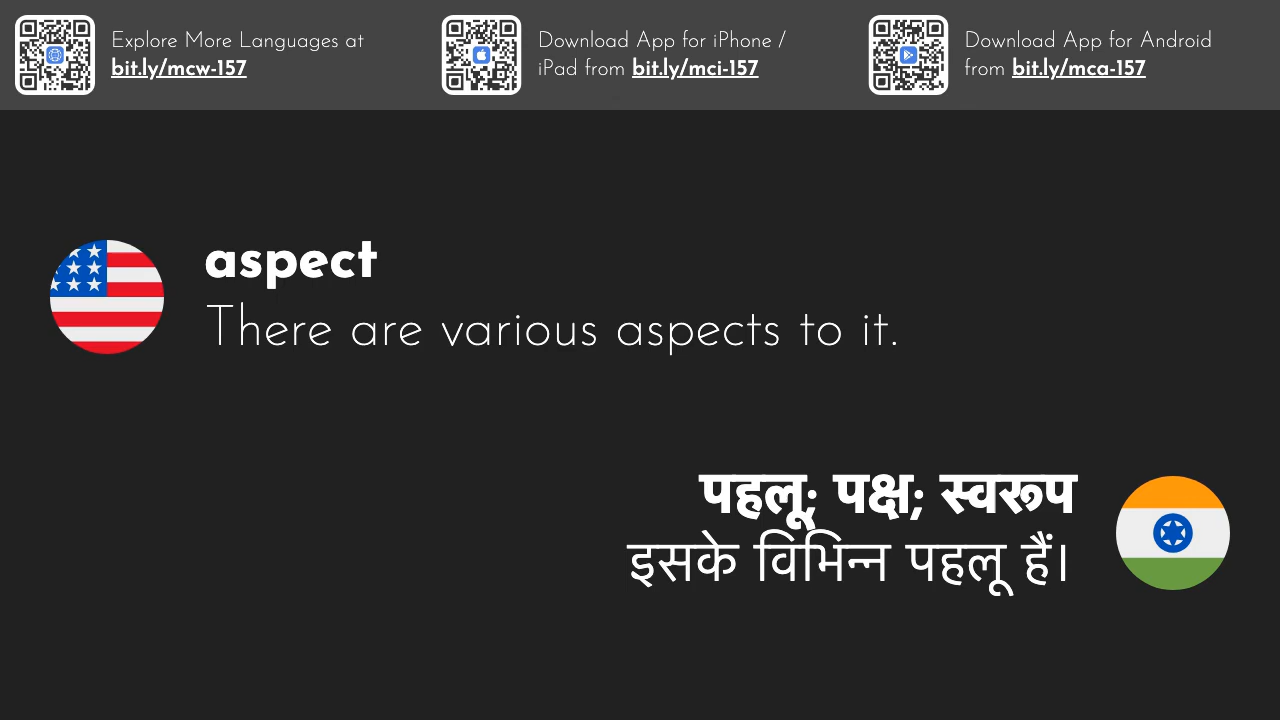 Explore More Languages at
bit.ly/mcw-157
Download App for iPhone /
iPad from bit.ly/mci-157
Download App for Android
from bit.ly/mca-157
aspect
There are various aspects to it.
पहलू; पक्ष; स्वरूप
इसके विभिन्न पहलू हैं।